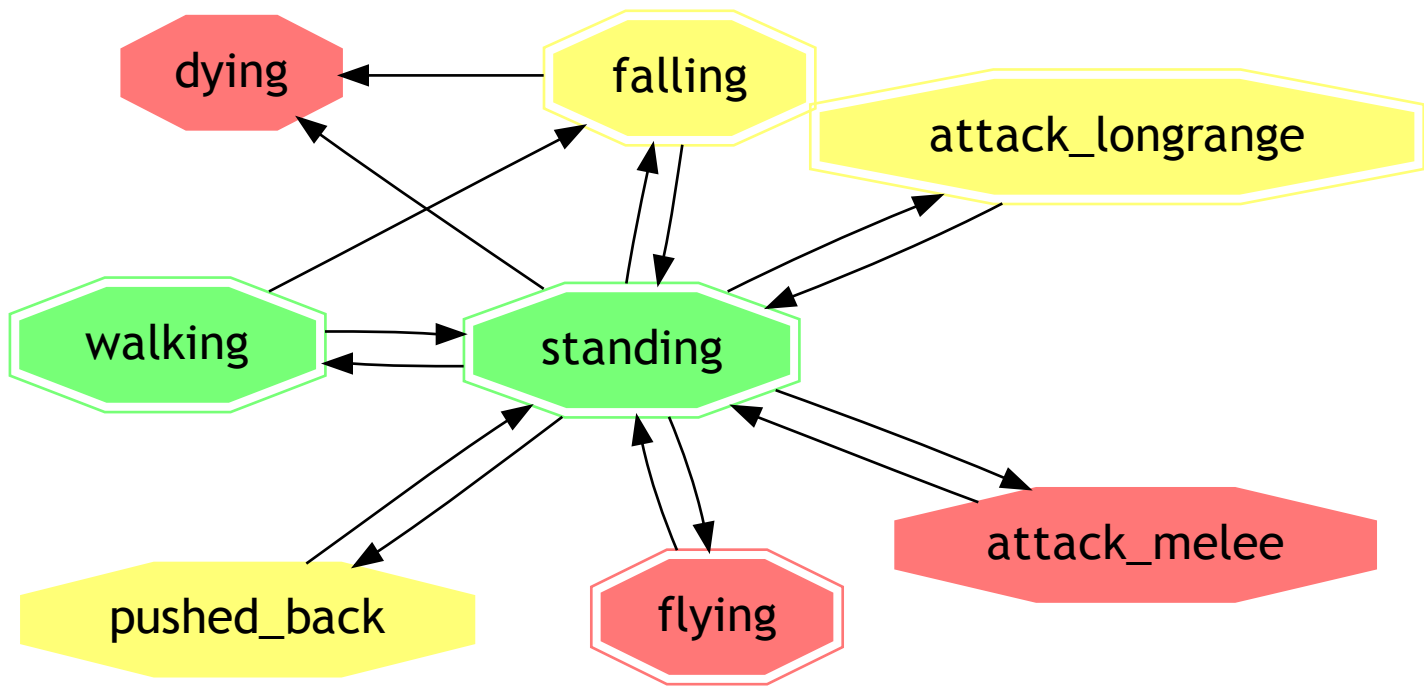 dying
falling
attack_longrange
walking
standing
attack_melee
pushed_back
flying